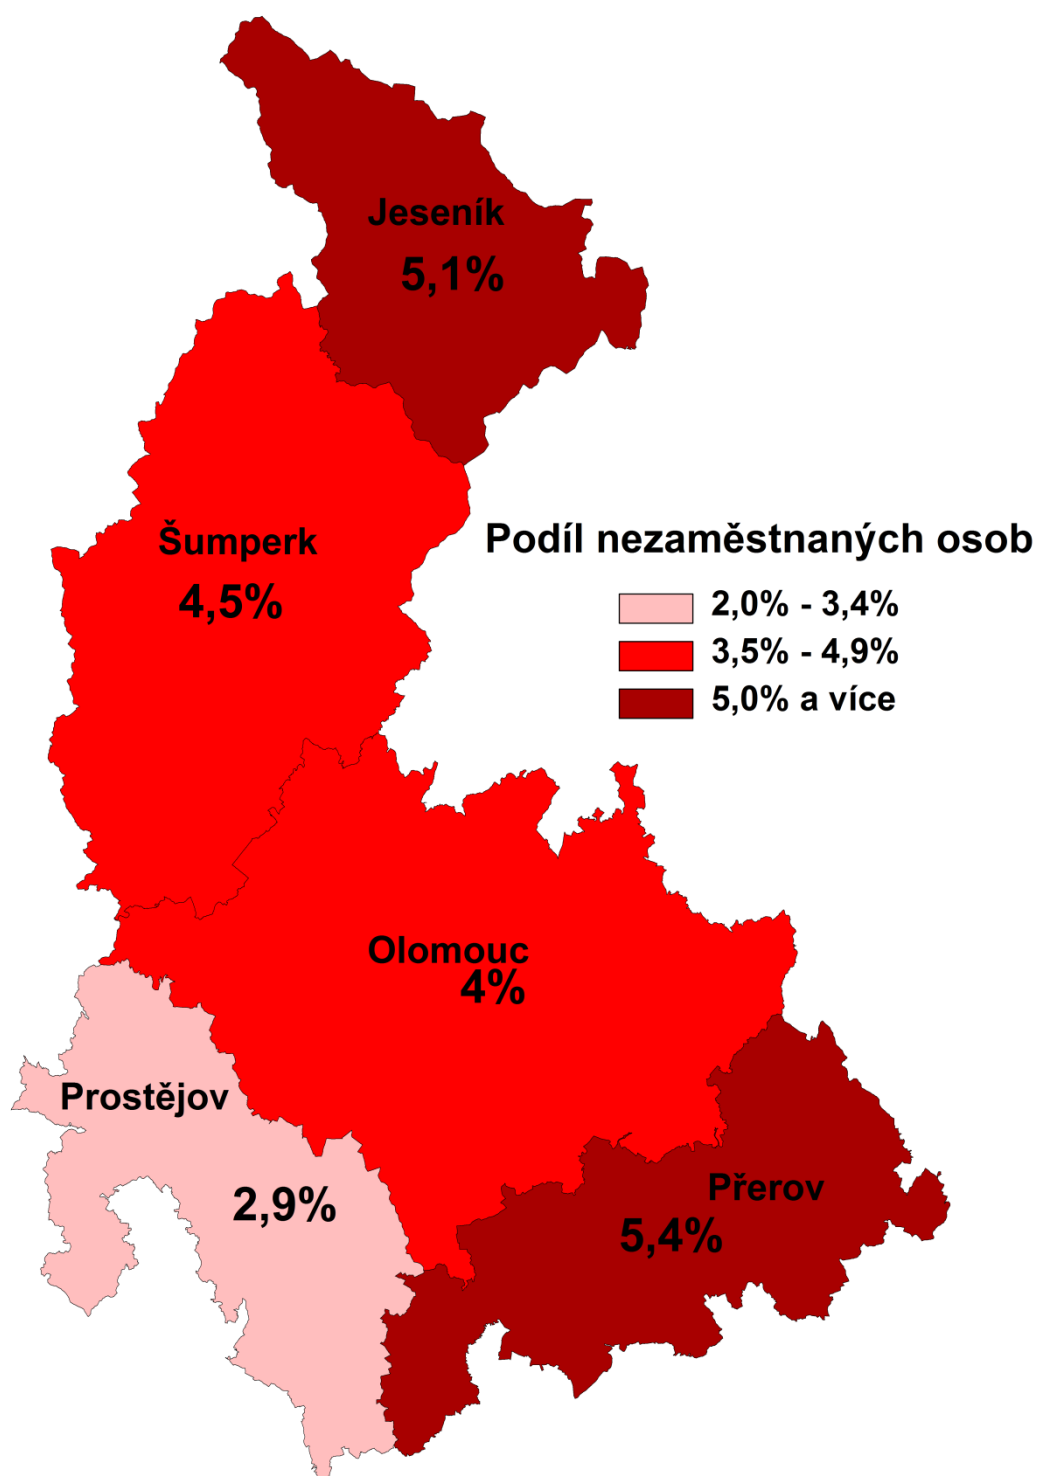 Jeseník
5,1%
Šumperk
4,5%
Podíl nezaměstnaných osob
2,0% - 3,4%
3,5% - 4,9%
5,0% a více
Olomouc
4%
Prostějov
2,9%
Přerov
5,4%